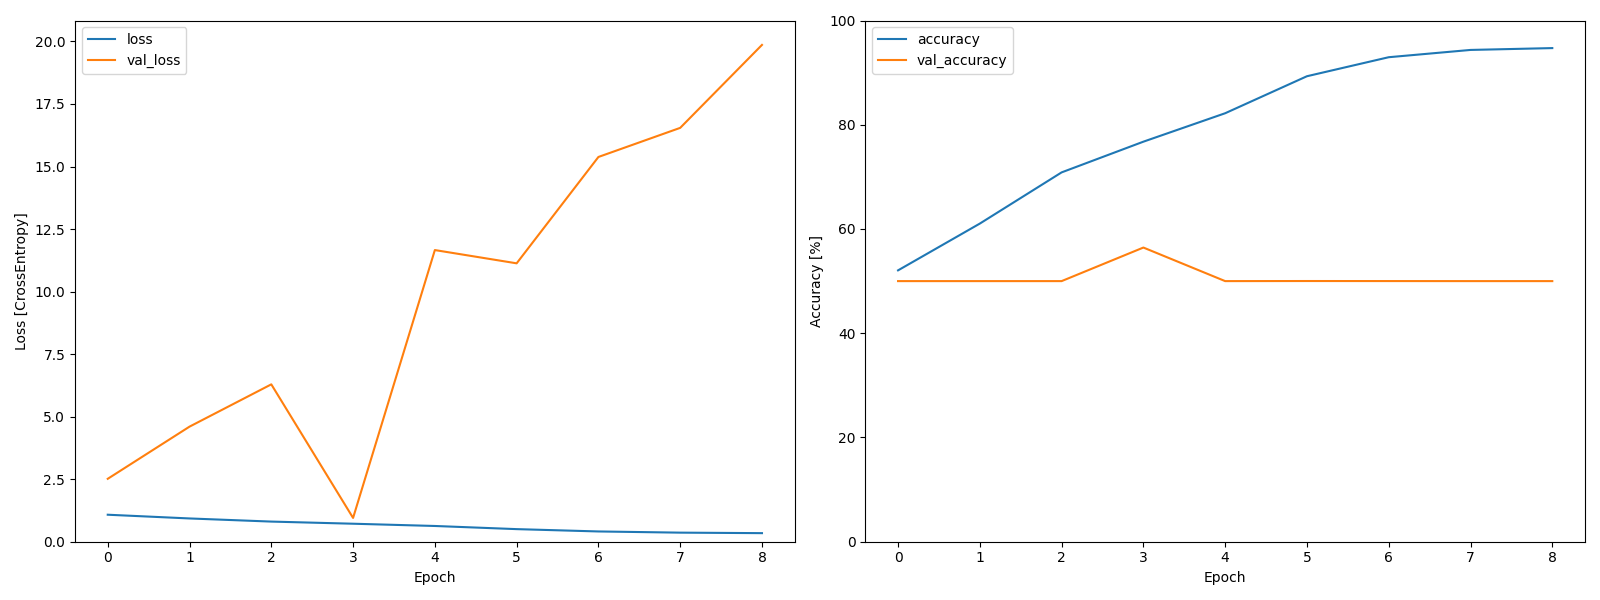 loss
val_loss
20.0
17.5
15.0
12.5
10.0
7.5
5.0
2.5
0.0
Loss [CrossEntropy]
0 1 2 3 4 5 6 7 8
Epoch
accuracy
val_accuracy
100
80
60
40
20
0
Accuracy [%]
0 1 2 3 4 5 6 7 8
Epoch